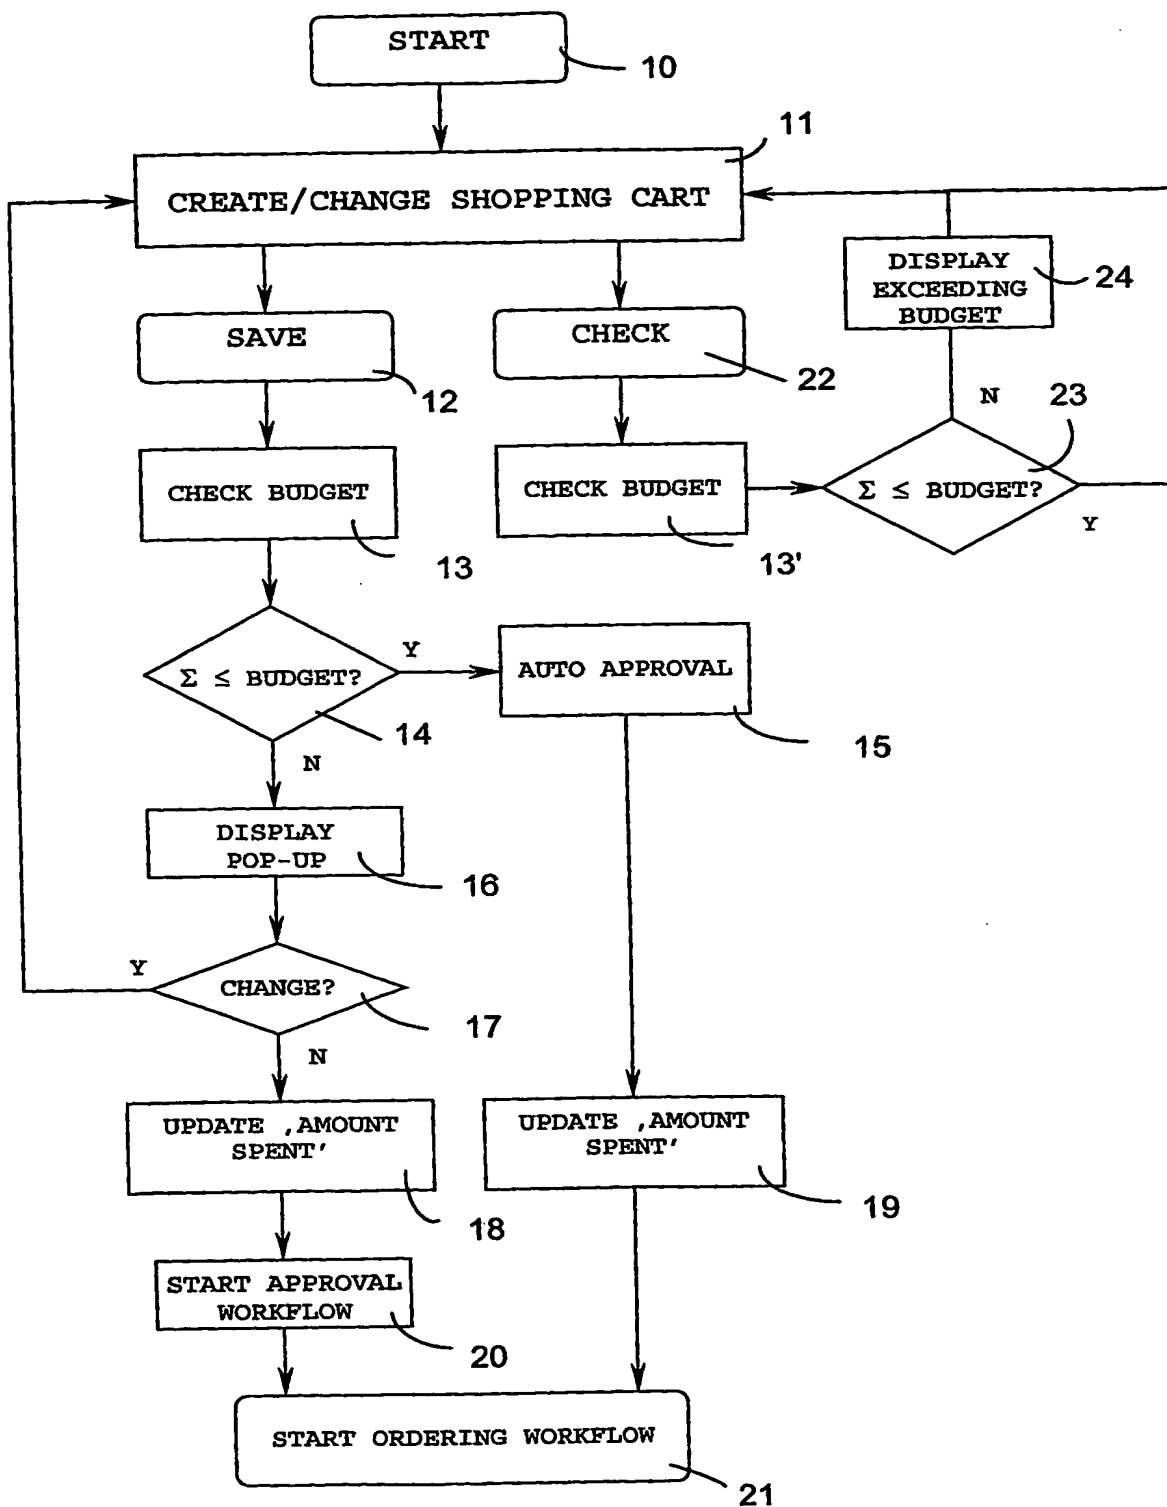 START
10
11
CREATE/CHANGE SHOPPING CART
DISPLAY
EXCEEDING
BUDGET
24
SAVE
12
CHECK
22
N
23
CHECK BUDGET
13
CHECK BUDGET
13'
Σ ≤ BUDGET?
Y
Σ ≤ BUDGET?
14
Y
AUTO APPROVAL
15
N
DISPLAY
POP-UP
16
Y
CHANGE?
17
N
UPDATE ‚AMOUNT
SPENT’
18
UPDATE ‚AMOUNT
SPENT’
19
START APPROVAL
WORKFLOW
20
START ORDERING WORKFLOW
21